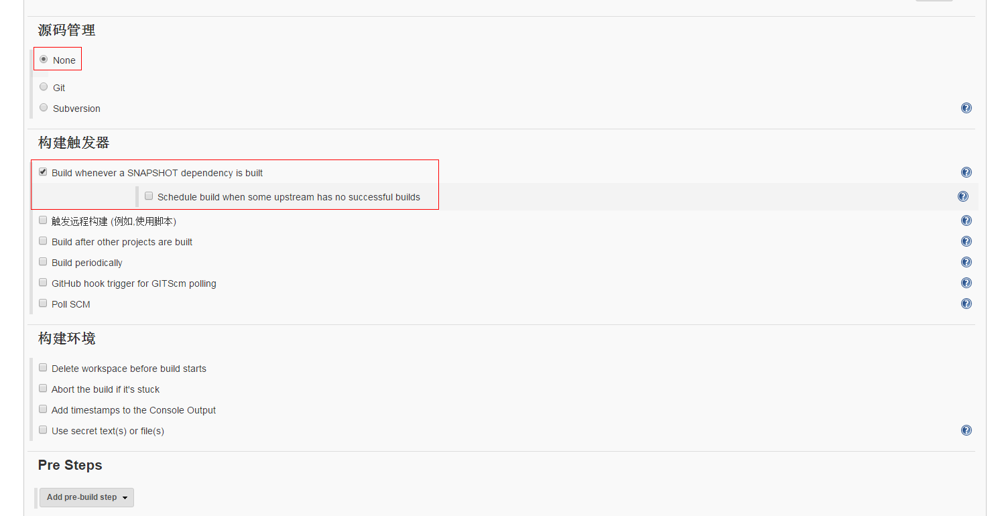 源码管理
None
Git
Subversion
构建触发器
Build whenever a SNAPSHOT dependency is built
Schedule build when some upstream has no successful builds
触发远程构建 (例如,使用脚本)
Build after other projects are built
Build periodically
GitHub hook trigger for GITScm polling
Poll SCM
构建环境
Delete workspace before build starts
Abort the build if it's stuck
Add timestamps to the Console Output
Use secret text(s) or file(s)
Pre Steps
Add pre-build step